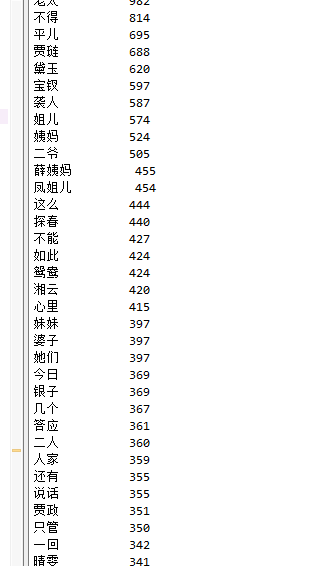 老太 982
不得 814
平儿 695
贾琏 688
黛玉 620
宝钗 597
袭人 587
姐儿 574
姨妈 524
二爷 505
薛姨妈 455
凤姐儿 454
这么 444
探春 440
不能 427
如此 424
鸳鸯 424
湘云 420
心里 415
妹妹 397
婆子 397
她们 397
今日 369
银子 369
几个 367
答应 361
二人 360
人家 359
还有 355
说话 355
贾政 351
只管 350
一回 342
晴雯 341